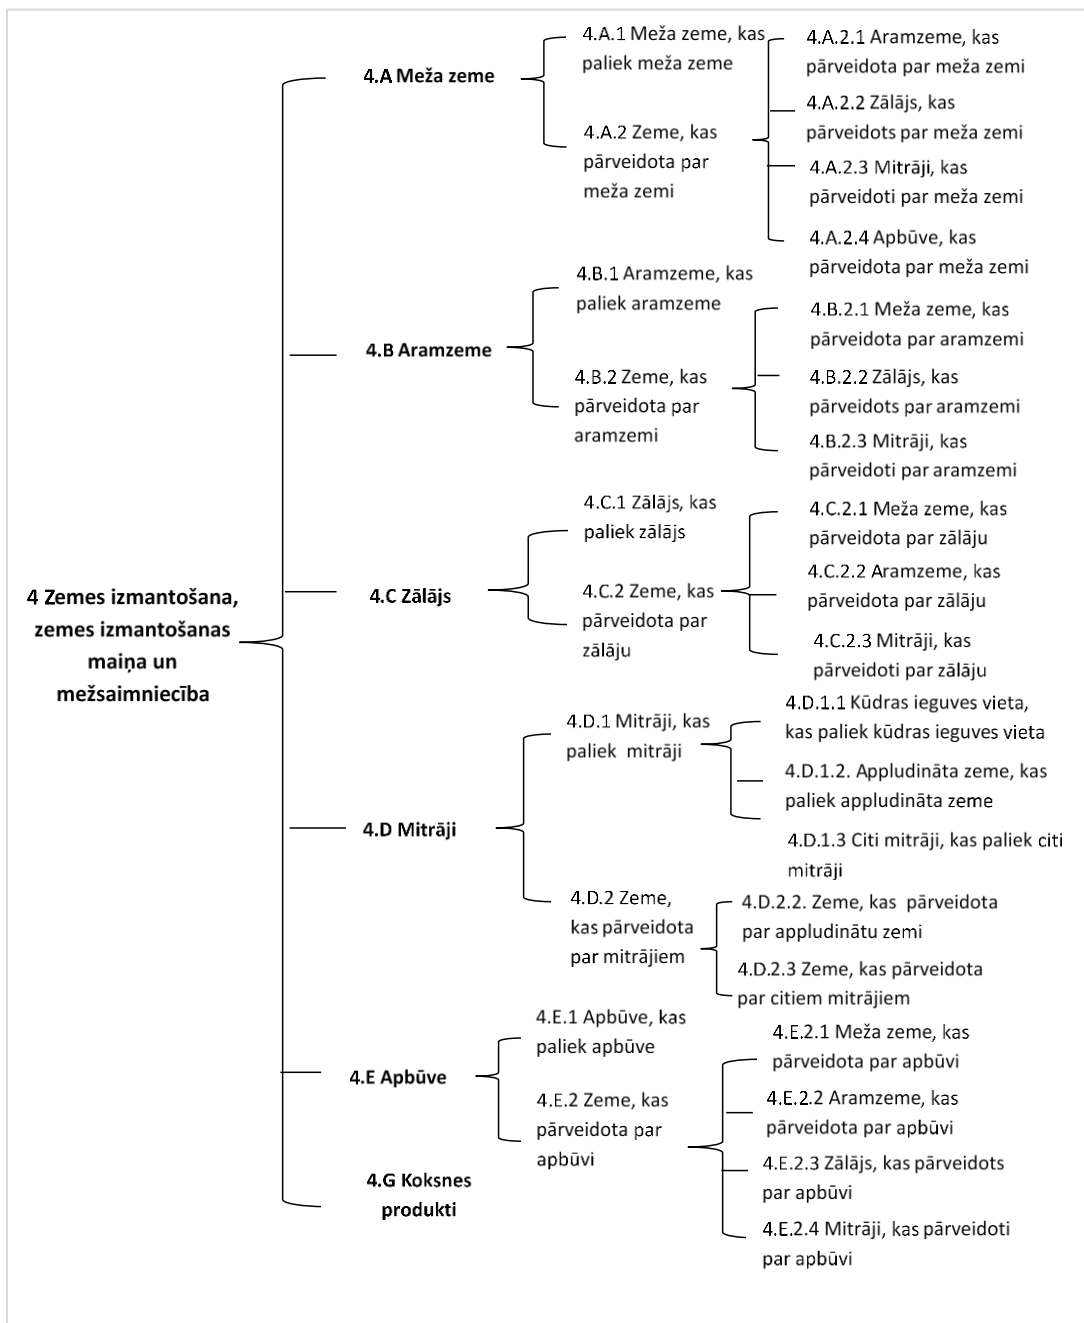 4 Zemes izmantošana,
zemes izmantošanas
maiņa un
mežsaimniecība
4.A Meža zeme
4.A.1 Meža zeme, kas
paliek meža zeme
4.A.2 Zeme, kas
pārveidota par
meža zemi
4.A.2.1 Aramzeme, kas
pārveidota par meža zemi
4.A.2.2 Zālājs, kas
pārveidots par meža zemi
4.A.2.3 Mitrāji, kas
pārveidoti par meža zemi
4.A.2.4 Apbūve, kas
pārveidota par meža zemi
4.B Aramzeme
4.B.1 Aramzeme, kas
paliek aramzeme
4.B.2 Zeme, kas
pārveidota par
aramzemi
4.B.2.1 Meža zeme, kas
pārveidota par aramzemi
4.B.2.2 Zālājs, kas
pārveidots par aramzemi
4.B.2.3 Mitrāji, kas
pārveidoti par aramzemi
4.C Zālājs
4.C.1 Zālājs, kas
paliek zālājs
4.C.2 Zeme, kas
pārveidota par
zālāju
4.C.2.1 Meža zeme, kas
pārveidota par zālāju
4.C.2.2 Aramzeme, kas
pārveidota par zālāju
4.C.2.3 Mitrāji, kas
pārveidoti par zālāju
4.D Mitrāji
4.D.1 Mitrāji, kas
paliek mitrāji
4.D.1.1 Kūdras ieguves vieta,
kas paliek kūdras ieguves vieta
4.D.1.2. Appludināta zeme, kas
paliek appludināta zeme
4.D.1.3 Citi mitrāji, kas paliek citi
mitrāji
4.D.2 Zeme,
kas pārveidota
par mitrājiem
4.D.2.2. Zeme, kas pārveidota
par appludinātu zemi
4.D.2.3 Zeme, kas pārveidota
par citiem mitrājiem
4.E Apbūve
4.E.1 Apbūve, kas
paliek apbūve
4.E.2 Zeme, kas
pārveidota par
apbūvi
4.E.2.1 Meža zeme, kas
pārveidota par apbūvi
4.E.2.2 Aramzeme, kas
pārveidota par apbūvi
4.E.2.3 Zālājs, kas pārveidots
par apbūvi
4.E.2.4 Mitrāji, kas pārveidoti
par apbūvi
4.G Koksnes
produkti